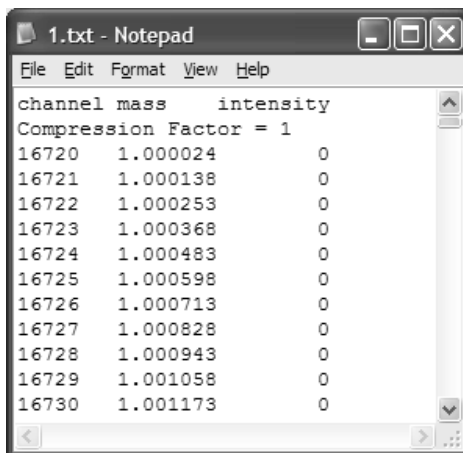 1.txt - Notepad
File Edit Format View Help
channel mass intensity
Compression Factor = 1
16720 1.000024 0
16721 1.000138 0
16722 1.000253 0
16723 1.000368 0
16724 1.000483 0
16725 1.000598 0
16726 1.000713 0
16727 1.000828 0
16728 1.000943 0
16729 1.001058 0
16730 1.001173 0